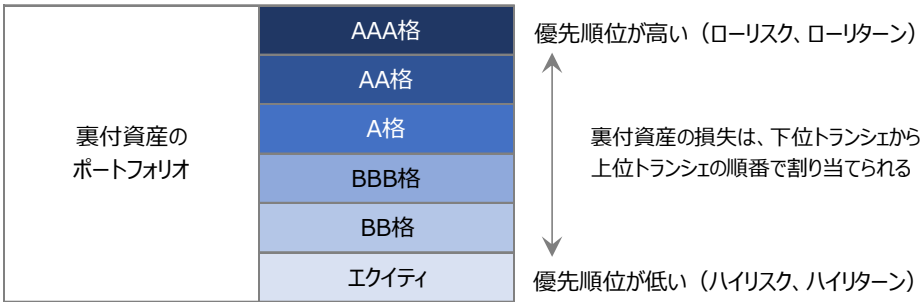 裏付資産の
ポートフォリオ
AAA格
AA格
A格
BBB格
BB格
エクイティ
優先順位が高い（ローリスク、ローリターン）
裏付資産の損失は、下位トランシェから
上位トランシェの順番で割り当てられる
優先順位が低い（ハイリスク、ハイリターン）